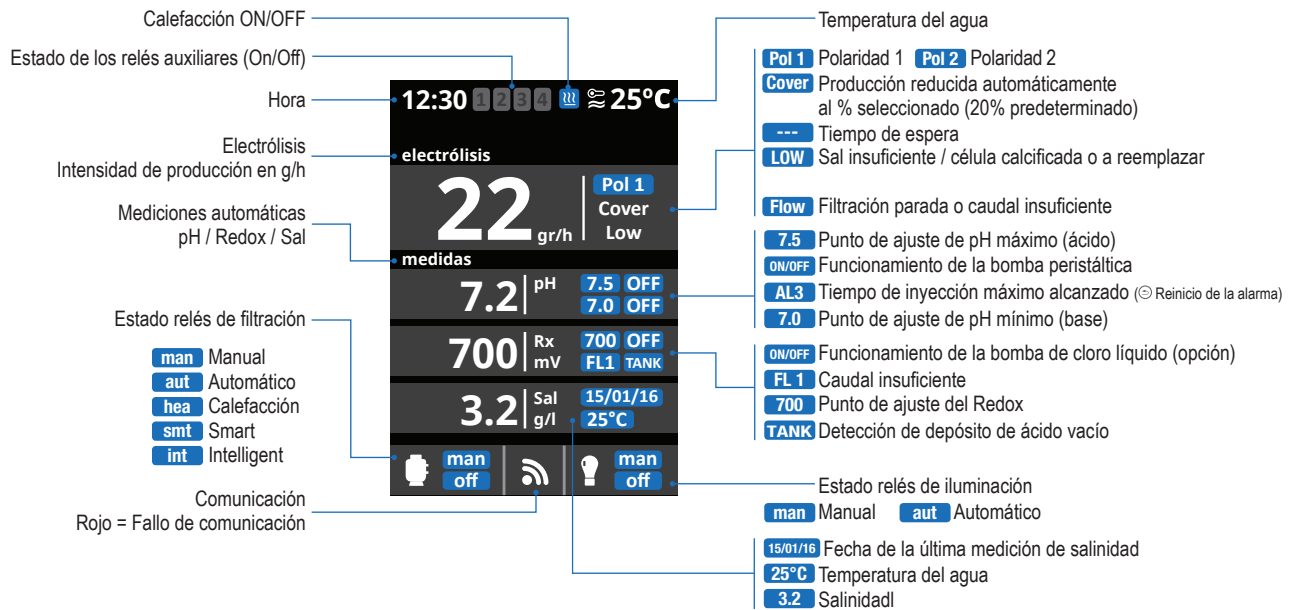 Calefacción ON/OFF
Estado de los relés auxiliares (On/Off)
Hora
Electrólisis
Intensidad de producción en g/h
Mediciones automáticas
pH / Redox / Sal
Estado relés de filtración
man Manual
aut Automático
hea Calefacción
smt Smart
int Intelligent
Comunicación
Rojo = Fallo de comunicación
12:30 1 2 3 4 25°C
electrólisis
22 gr/h
Pol 1
Cover
Low
medidas
7.2 pH 7.5 OFF
7.0 OFF
700 Rx mV 700 OFF
FL1 TANK
3.2 Sal g/l 15/01/16
25°C
man man
off off
Temperatura del agua
Pol 1 Polaridad 1 Pol 2 Polaridad 2
Cover Producción reducida automáticamente
al % seleccionado (20% predeterminado)
--- Tiempo de espera
LOW Sal insuficiente / célula calcificada o a reemplazar
Flow Filtración parada o caudal insuficiente
7.5 Punto de ajuste de pH máximo (ácido)
ON/OFF Funcionamiento de la bomba peristáltica
AL3 Tiempo de inyección máximo alcanzado (⊝ Reinicio de la alarma)
7.0 Punto de ajuste de pH mínimo (base)
ON/OFF Funcionamiento de la bomba de cloro líquido (opción)
FL 1 Caudal insuficiente
700 Punto de ajuste del Redox
TANK Detección de depósito de ácido vacío
Estado relés de iluminación
man Manual aut Automático
15/01/16 Fecha de la última medición de salinidad
25°C Temperatura del agua
3.2 Salinidadl